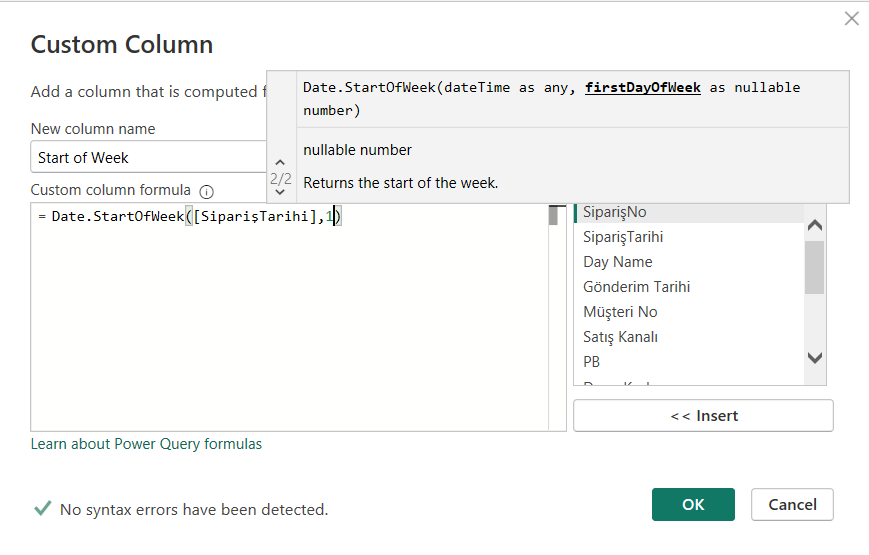 Custom Column
Add a column that is computed f
Date.StartOfWeek(dateTime as any, firstDayOfWeek as nullable
number)
nullable number
2/2
Returns the start of the week.
New column name
Start of Week
Custom column formula
= Date.StartOfWeek([SiparişTarihi],1)
SiparişNo
SiparişTarihi
Day Name
Gönderim Tarihi
Müşteri No
Satış Kanalı
PB
<< Insert
Learn about Power Query formulas
No syntax errors have been detected.
OK
Cancel